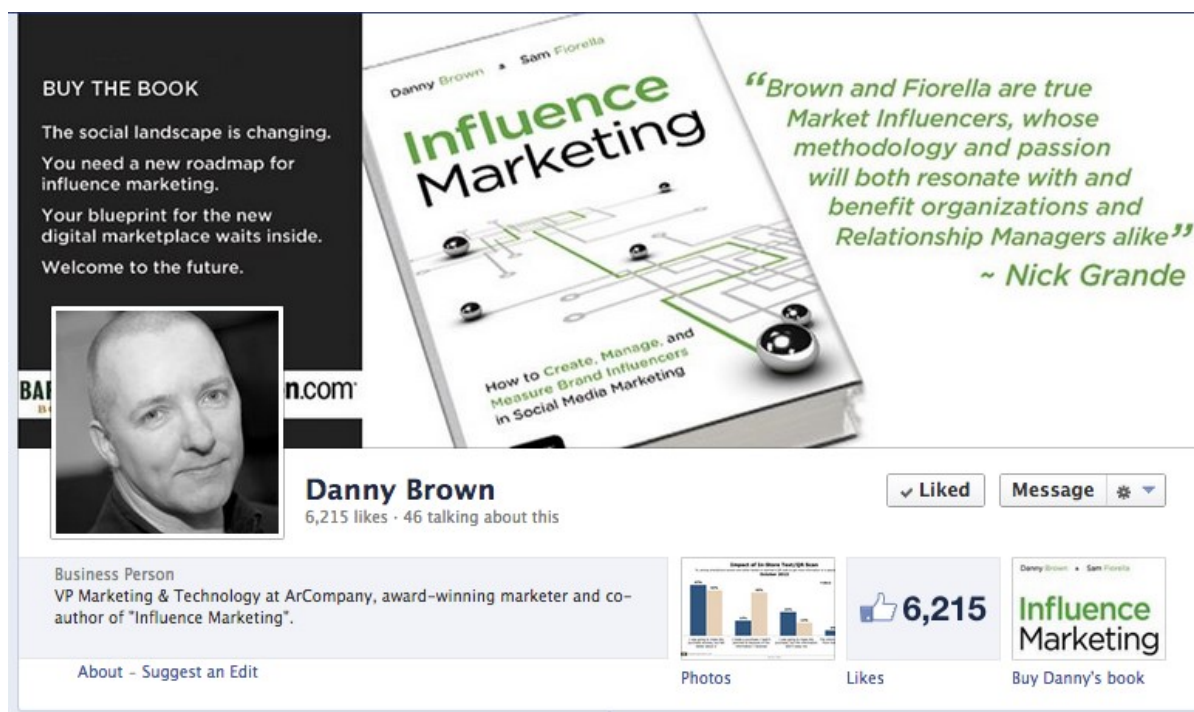 BUY THE BOOK
The social landscape is changing.
You need a new roadmap for
influence marketing.
Your blueprint for the new
digital marketplace waits inside.
Welcome to the future.
n.com
Danny Brown & Sam Fiorella
Influence
Marketing
How to Create, Manage, and
Measure Brand Influencers
in Social Media Marketing
“Brown and Fiorella are true
Market Influencers, whose
methodology and passion
will both resonate with and
benefit organizations and
Relationship Managers alike”
~ Nick Grande
Danny Brown
6,215 likes · 46 talking about this
Liked
Message
Business Person
VP Marketing & Technology at ArCompany, award-winning marketer and co-
author of "Influence Marketing".
About - Suggest an Edit
Impact of In-Store Text/QR Scan
October 2012
Photos
6,215
Likes
Danny Brown & Sam Fiorella
Influence
Marketing
Buy Danny's book